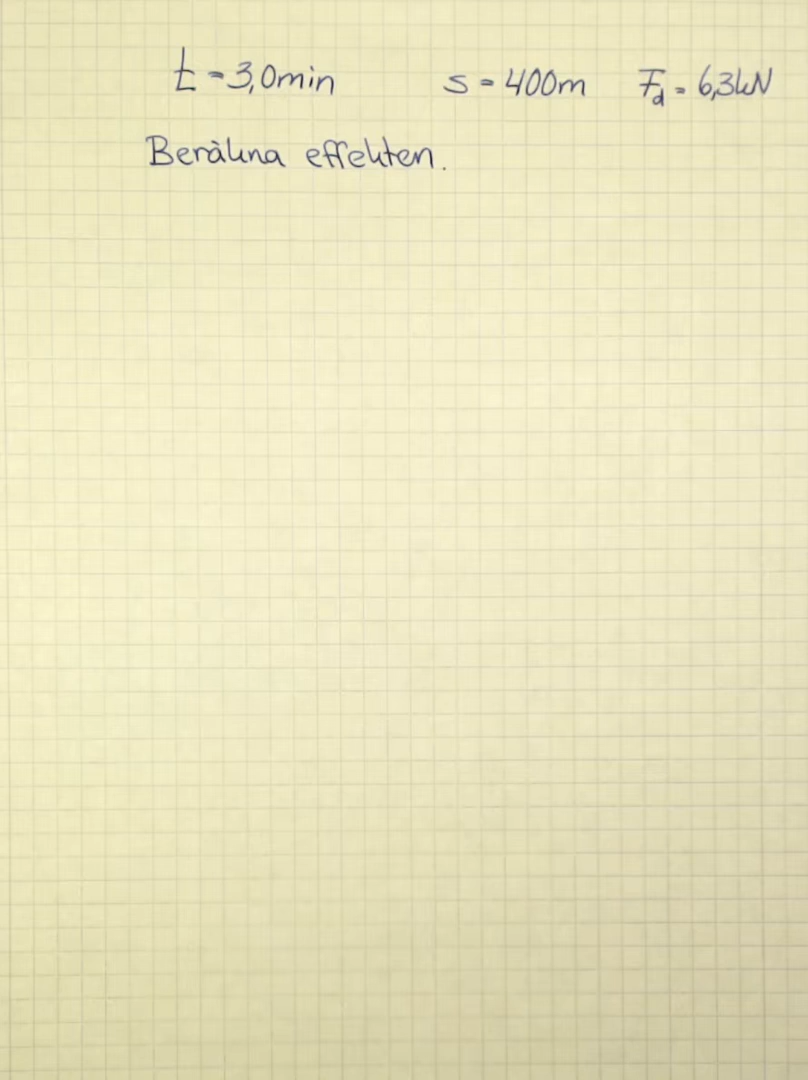 t = 3,0min s = 400m Fd = 6,3kN
Beräkna effekten.